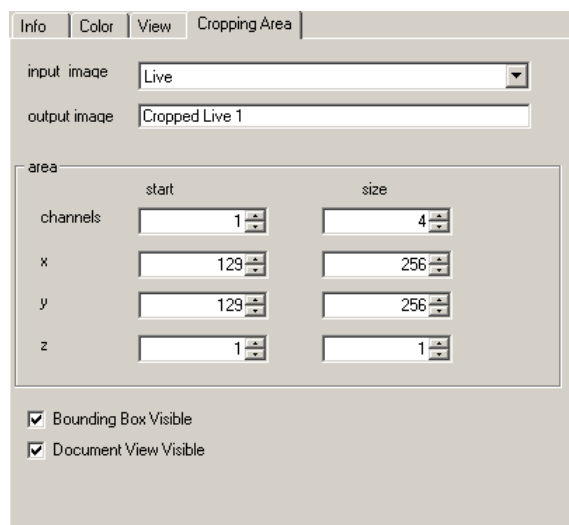 Info Color View Cropping Area
input image Live
output image Cropped Live 1
area
start size
channels 1 4
x 129 256
y 129 256
z 1 1
Bounding Box Visible
Document View Visible